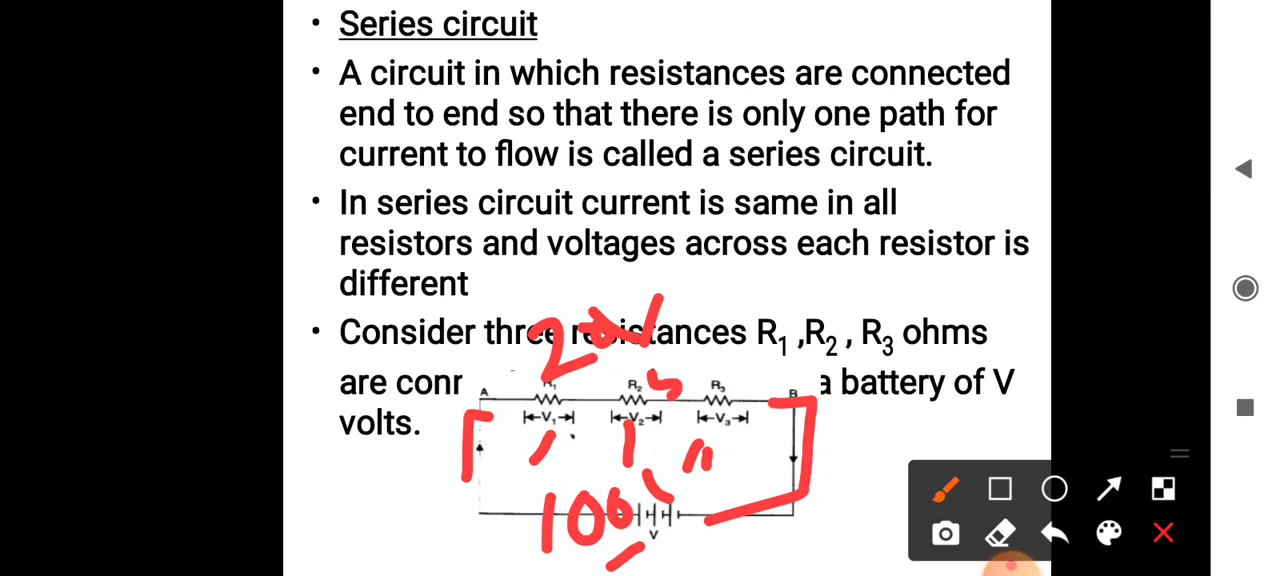 • Series circuit
• A circuit in which resistances are connected
end to end so that there is only one path for
current to flow is called a series circuit.
• In series circuit current is same in all
resistors and voltages across each resistor is
different
• Consider three resistances R₁ ,R₂ , R₃ ohms
are conr a battery of V
volts.
A R₁ R₂ R₃ B
V₁ V₂ V₃
100
V